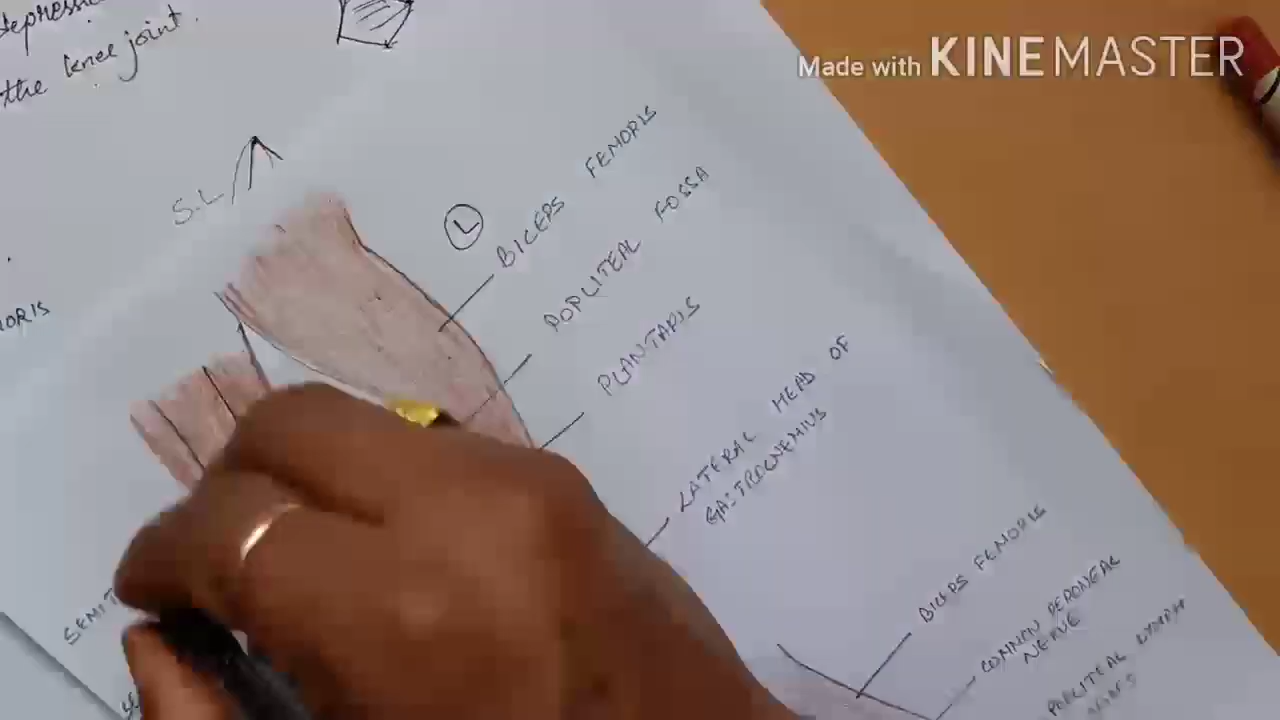 the knee joint.
Made with KINEMASTER
S.L
L
BICEPS FEMORIS
POPLITEAL FOSSA
PLANTARIS
LATERAL HEAD OF
GASTROCNEMIUS
BICEPS FEMORIS
COMMON PERONEAL
NERVE
POPLITEAL LYMPH